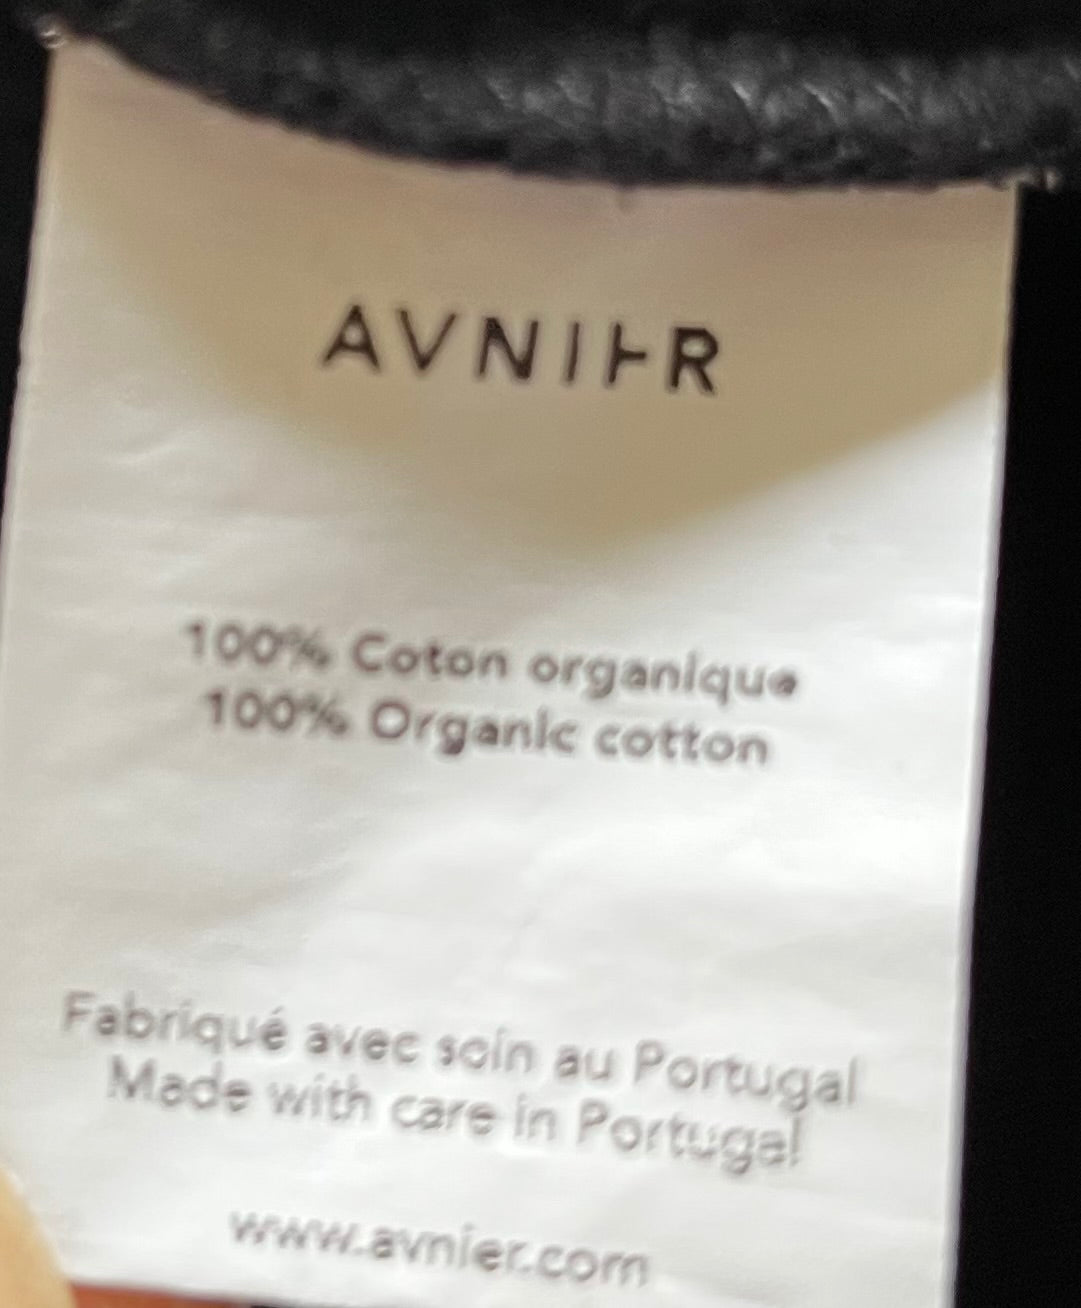 AVNIER
100% Coton organique
100% Organic cotton
Fabriqué avec soin au Portugal
Made with care in Portugal
www.avnier.com